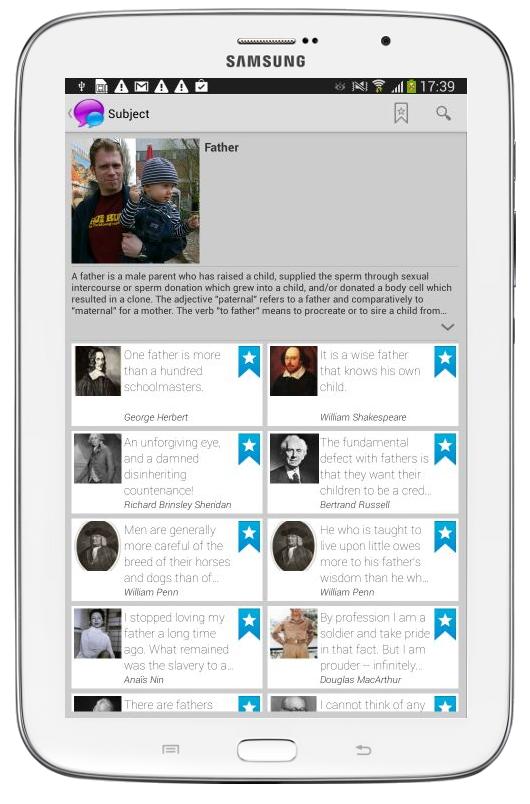 SAMSUNG
17:39
Subject
Father
A father is a male parent who has raised a child, supplied the sperm through sexual
intercourse or sperm donation which grew into a child, and/or donated a body cell which
resulted in a clone. The adjective "paternal" refers to a father and comparatively to
"maternal" for a mother. The verb "to father" means to procreate or to sire a child from...
One father is more
than a hundred
schoolmasters.
George Herbert
It is a wise father
that knows his own
child.
William Shakespeare
An unforgiving eye,
and a damned
disinheriting
countenance!
Richard Brinsley Sheridan
The fundamental
defect with fathers is
that they want their
children to be a cred...
Bertrand Russell
Men are generally
more careful of the
breed of their horses
and dogs than of...
William Penn
He who is taught to
live upon little owes
more to his father's
wisdom than he wh...
William Penn
I stopped loving my
father a long time
ago. What remained
was the slavery to a...
Anaïs Nin
By profession I am a
soldier and take pride
in that fact. But I am
prouder – infinitely...
Douglas MacArthur
There are fathers
I cannot think of any